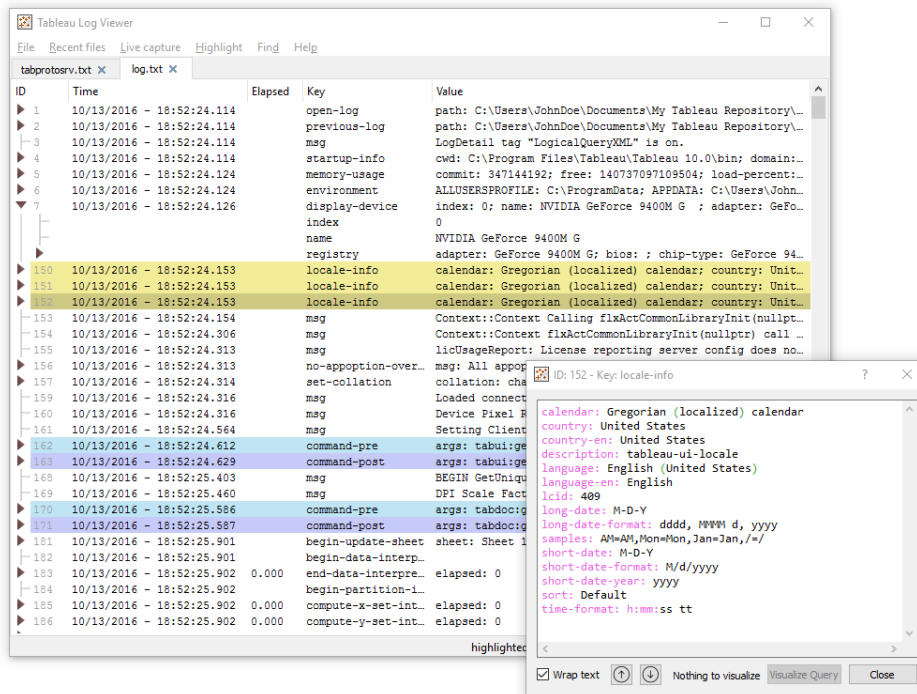 Tableau Log Viewer
File Recent files Live capture Highlight Find Help
tabprotosrv.txt log.txt
ID Time Elapsed Key Value
1 10/13/2016 - 18:52:24.114 open-log path: C:\Users\JohnDoe\Documents\My Tableau Repository\…
2 10/13/2016 - 18:52:24.114 previous-log path: C:\Users\JohnDoe\Documents\My Tableau Repository\…
3 10/13/2016 - 18:52:24.114 msg LogDetail tag "LogicalQueryXML" is on.
4 10/13/2016 - 18:52:24.114 startup-info cwd: C:\Program Files\Tableau\Tableau 10.0\bin; domain:…
5 10/13/2016 - 18:52:24.124 memory-usage commit: 347144192; free: 140737097109504; load-percent:…
6 10/13/2016 - 18:52:24.124 environment ALLUSERSPROFILE: C:\ProgramData; APPDATA: C:\Users\John…
7 10/13/2016 - 18:52:24.126 display-device index: 0; name: NVIDIA GeForce 9400M G ; adapter: GeFo…
index 0
name NVIDIA GeForce 9400M G
registry adapter: GeForce 9400M G; bios: ; chip-type: GeForce 94…
150 10/13/2016 - 18:52:24.153 locale-info calendar: Gregorian (localized) calendar; country: Unit…
151 10/13/2016 - 18:52:24.153 locale-info calendar: Gregorian (localized) calendar; country: Unit…
152 10/13/2016 - 18:52:24.153 locale-info calendar: Gregorian (localized) calendar; country: Unit…
153 10/13/2016 - 18:52:24.154 msg Context::Context Calling flxActCommonLibraryInit(nullpt…
154 10/13/2016 - 18:52:24.306 msg Context::Context flxActCommonLibraryInit(nullptr) call …
155 10/13/2016 - 18:52:24.313 msg licUsageReport: License reporting server config does no…
156 10/13/2016 - 18:52:24.313 no-appoption-over… msg: All appop
157 10/13/2016 - 18:52:24.314 set-collation collation: cha
159 10/13/2016 - 18:52:24.316 msg Loaded connect
160 10/13/2016 - 18:52:24.316 msg Device Pixel R
161 10/13/2016 - 18:52:24.564 msg Setting Client
162 10/13/2016 - 18:52:24.612 command-pre args: tabui:ge
163 10/13/2016 - 18:52:24.629 command-post args: tabui:ge
168 10/13/2016 - 18:52:25.403 msg BEGIN GetUniqu
169 10/13/2016 - 18:52:25.460 msg DPI Scale Fact
170 10/13/2016 - 18:52:25.586 command-pre args: tabdoc:g
171 10/13/2016 - 18:52:25.587 command-post args: tabdoc:g
181 10/13/2016 - 18:52:25.901 begin-update-sheet sheet: Sheet 1
182 10/13/2016 - 18:52:25.901 begin-data-interp…
183 10/13/2016 - 18:52:25.902 0.000 end-data-interpre… elapsed: 0
184 10/13/2016 - 18:52:25.902 begin-partition-i…
185 10/13/2016 - 18:52:25.902 0.000 compute-x-set-int… elapsed: 0
186 10/13/2016 - 18:52:25.902 0.000 compute-y-set-int… elapsed: 0
highlighted
ID: 152 - Key: locale-info
calendar: Gregorian (localized) calendar
country: United States
country-en: United States
description: tableau-ui-locale
language: English (United States)
language-en: English
lcid: 409
long-date: M-D-Y
long-date-format: dddd, MMMM d, yyyy
samples: AM=AM,Mon=Mon,Jan=Jan,/=/
short-date: M-D-Y
short-date-format: M/d/yyyy
short-date-year: yyyy
sort: Default
time-format: h:mm:ss tt
Wrap text Nothing to visualize Visualize Query Close